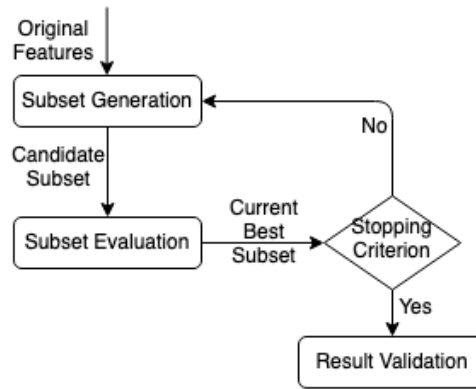 Original
Features
Subset Generation
No
Candidate
Subset
Subset Evaluation
Current
Best
Subset
Stopping
Criterion
Yes
Result Validation